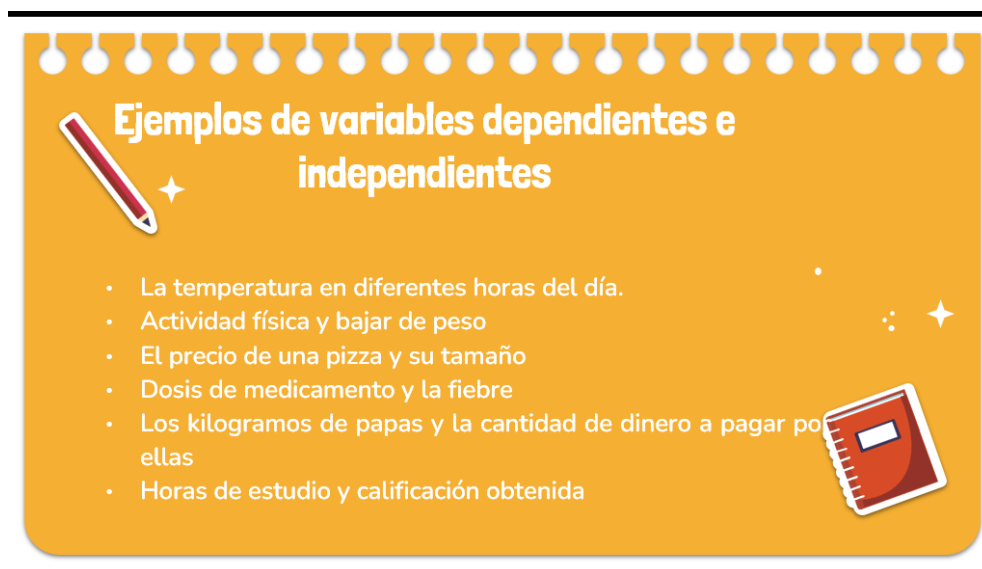 Ejemplos de variables dependientes e
independientes
• La temperatura en diferentes horas del día.
• Actividad física y bajar de peso
• El precio de una pizza y su tamaño
• Dosis de medicamento y la fiebre
• Los kilogramos de papas y la cantidad de dinero a pagar por
ellas
• Horas de estudio y calificación obtenida